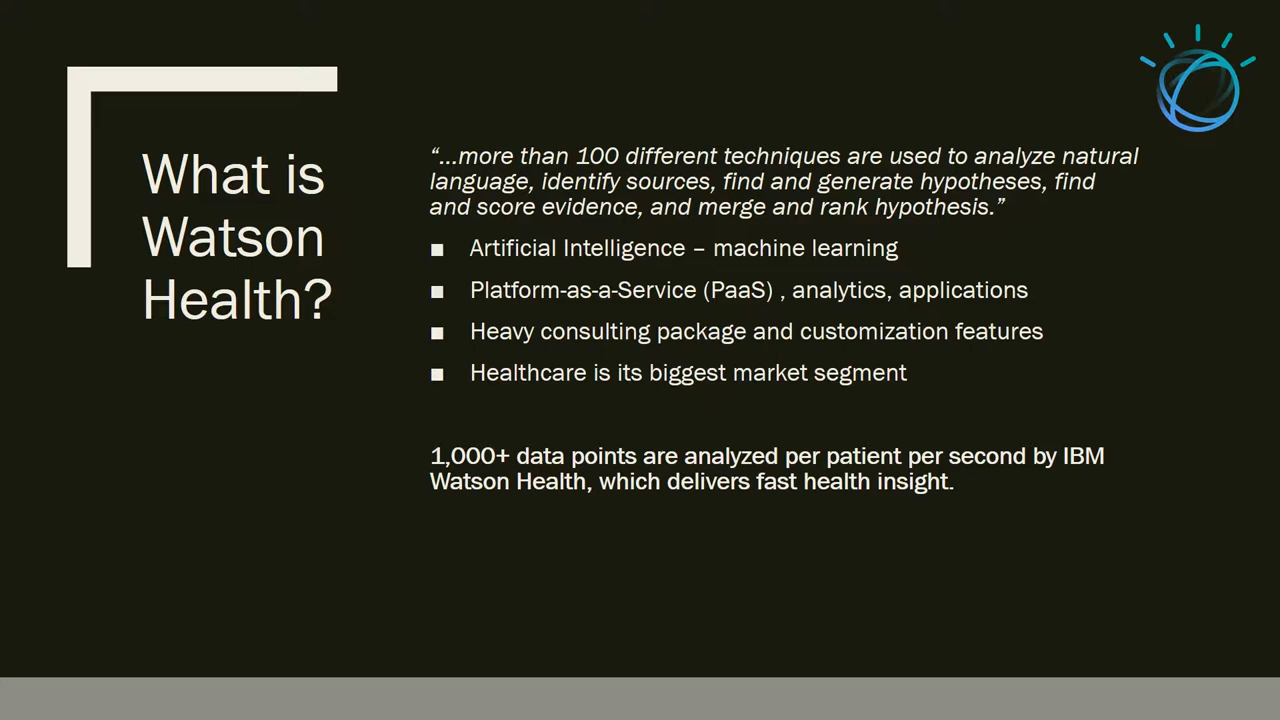 What is
Watson
Health?
“…more than 100 different techniques are used to analyze natural
language, identify sources, find and generate hypotheses, find
and score evidence, and merge and rank hypothesis.”
■ Artificial Intelligence – machine learning
■ Platform-as-a-Service (PaaS) , analytics, applications
■ Heavy consulting package and customization features
■ Healthcare is its biggest market segment
1,000+ data points are analyzed per patient per second by IBM
Watson Health, which delivers fast health insight.